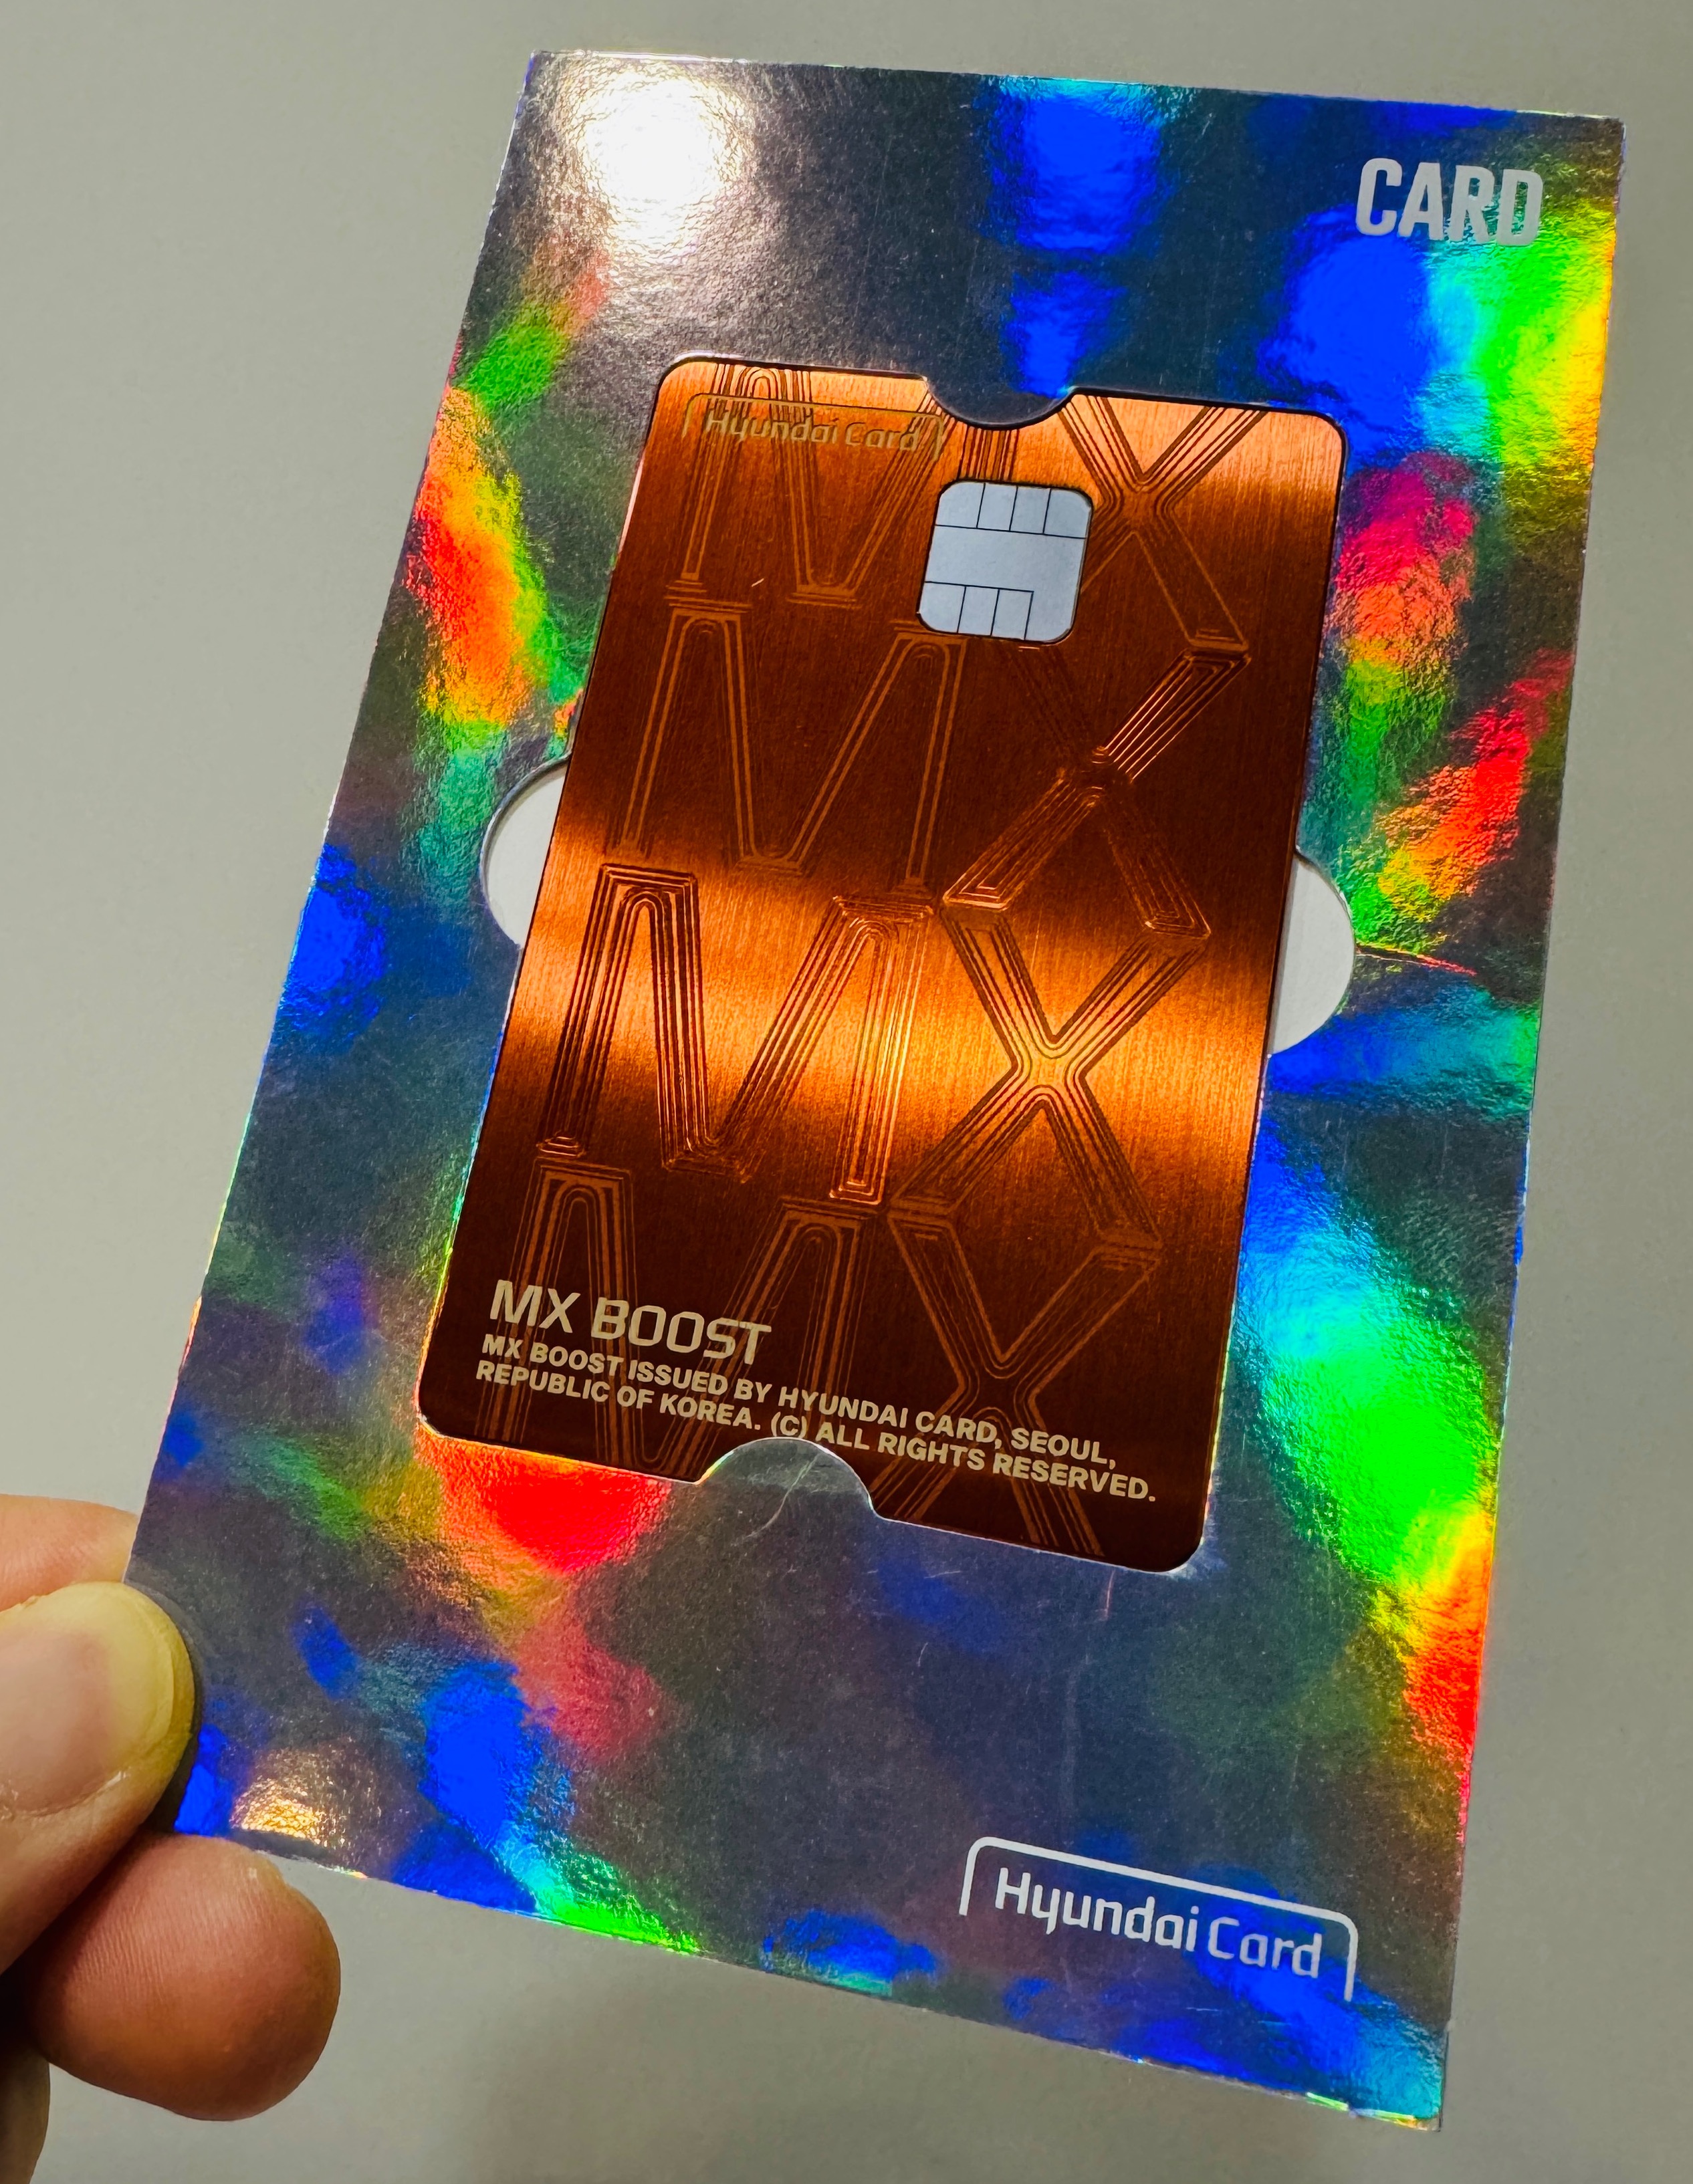 CARD
Hyundai Card
MX
MX
MX
MX
MX BOOST
MX BOOST ISSUED BY HYUNDAI CARD, SEOUL,
REPUBLIC OF KOREA. (C) ALL RIGHTS RESERVED.
Hyundai Card